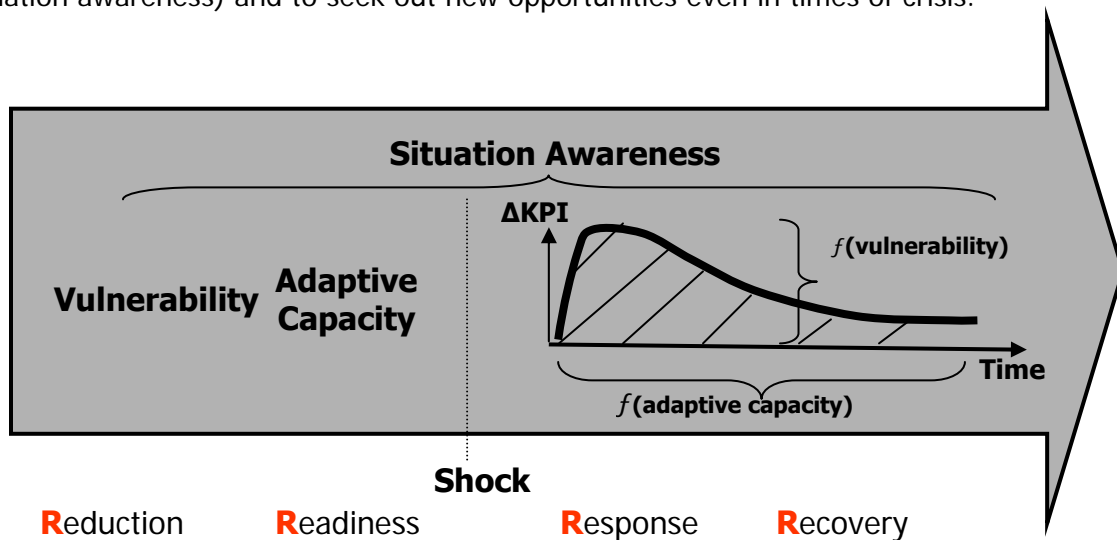 ation awareness) and to seek out new opportunities even in times of crisis.
Situation Awareness
ΔKPI
ƒ(vulnerability)
Vulnerability
Adaptive
Capacity
Time
ƒ(adaptive capacity)
Shock
Reduction Readiness Response Recovery